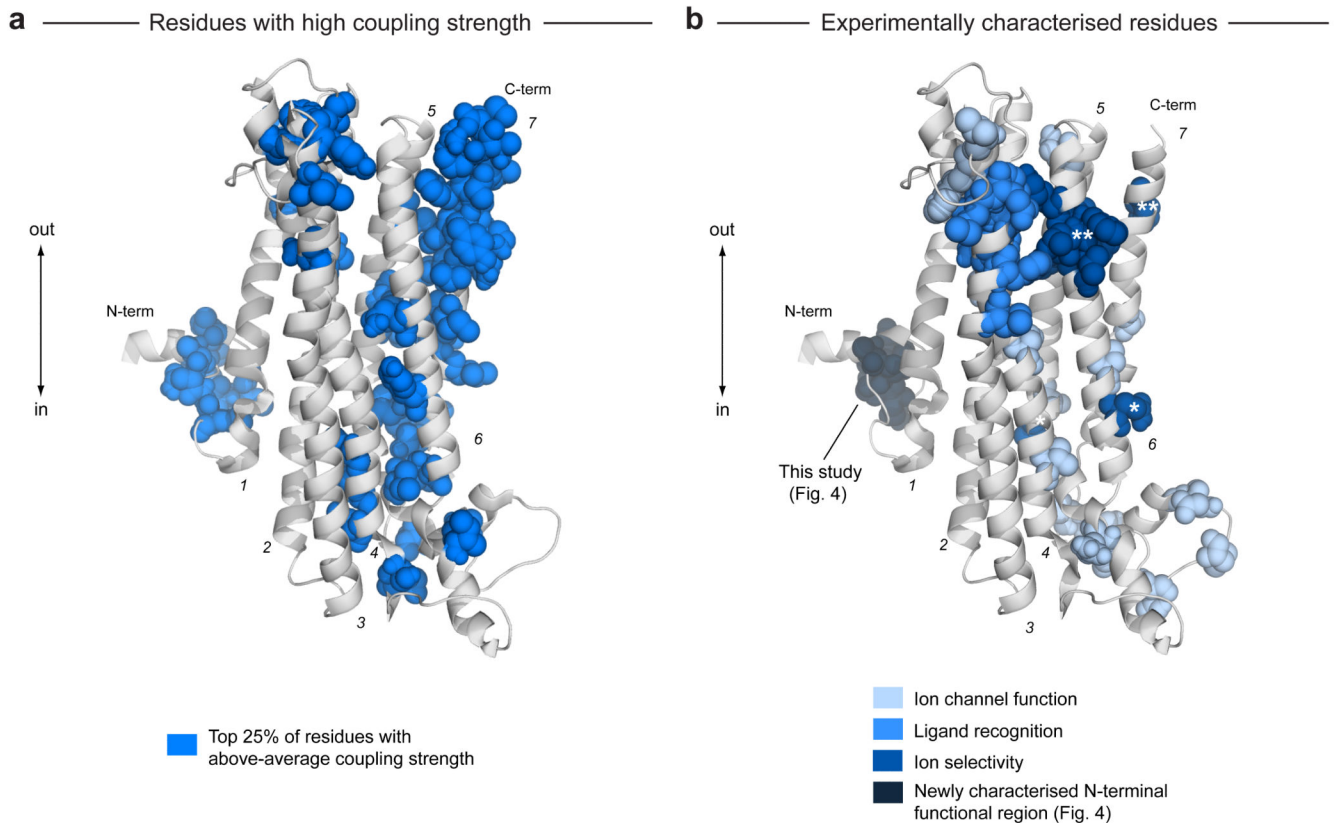 a Residues with high coupling strength
C-term
5
7
out
N-term
in
6
1
2
4
3
Top 25% of residues with
above-average coupling strength
b Experimentally characterised residues
5
C-term
7
**
out
**
N-term
in
*
*
6
This study
(Fig. 4)
1
2
4
3
Ion channel function
Ligand recognition
Ion selectivity
Newly characterised N-terminal
functional region (Fig. 4)